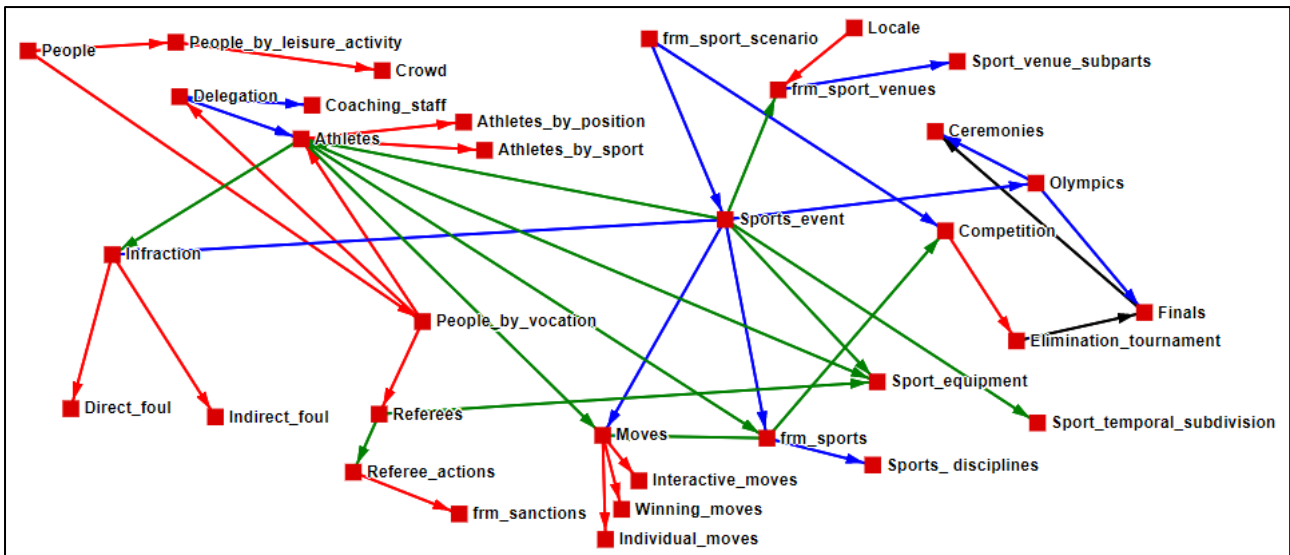 Locale
frm_sport_scenario
People_by_leisure_activity
People
Sport_venue_subparts
Crowd
frm_sport_venues
Delegation
Coaching_staff
Athletes_by_position
Ceremonies
Athletes
Athletes_by_sport
Olympics
Sports_event
Competition
Infraction
Finals
People_by_vocation
Elimination_tournament
Sport_equipment
Direct_foul
Indirect_foul
Referees
Sport_temporal_subdivision
Moves
frm_sports
Sports_ disciplines
Referee_actions
Interactive_moves
Winning_moves
frm_sanctions
Individual_moves